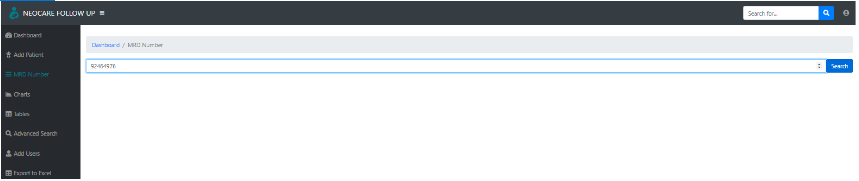 NEOCARE FOLLOW UP
Search for...
Dashboard
Add Patient
MRD Number
Charts
Tables
Advanced Search
Add Users
Export to Excel
Dashboard / MRD Number
92464976
Search